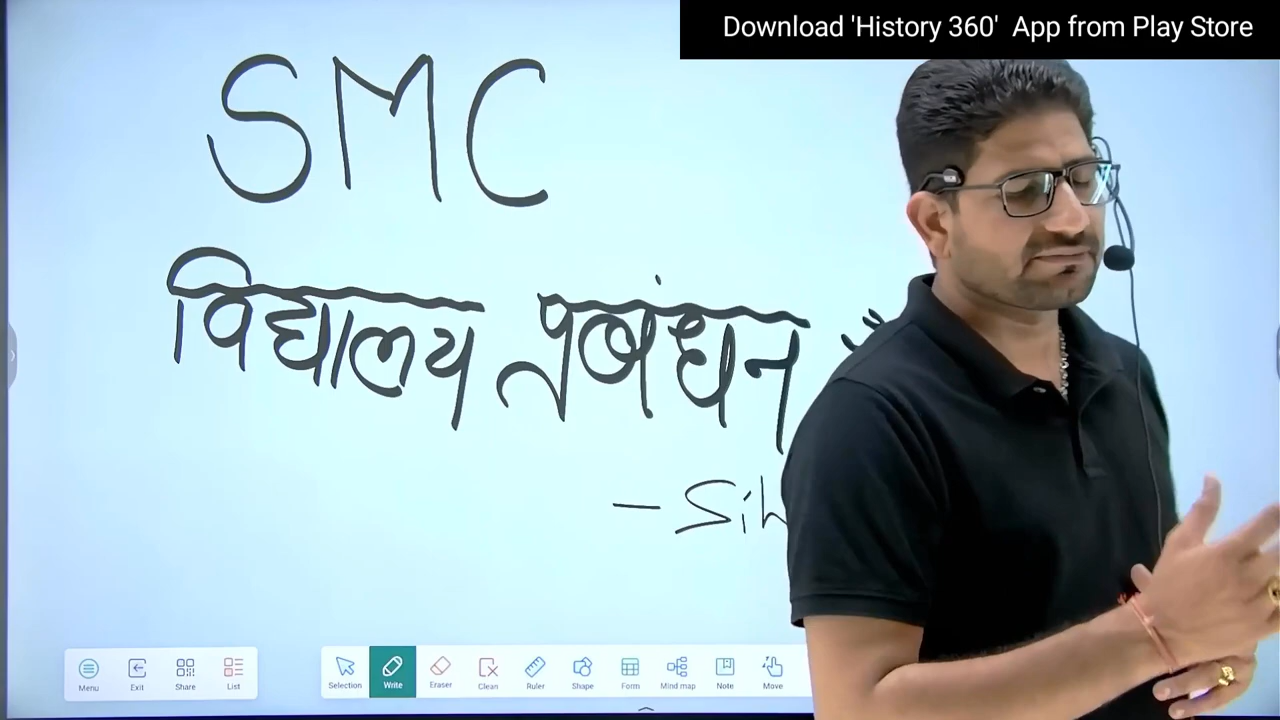 Download 'History 360' App from Play Store
SMC
विद्यालय प्रबंधन
Menu Exit Share List Selection Write Eraser Clean Ruler Shape Form Mind map Note Move